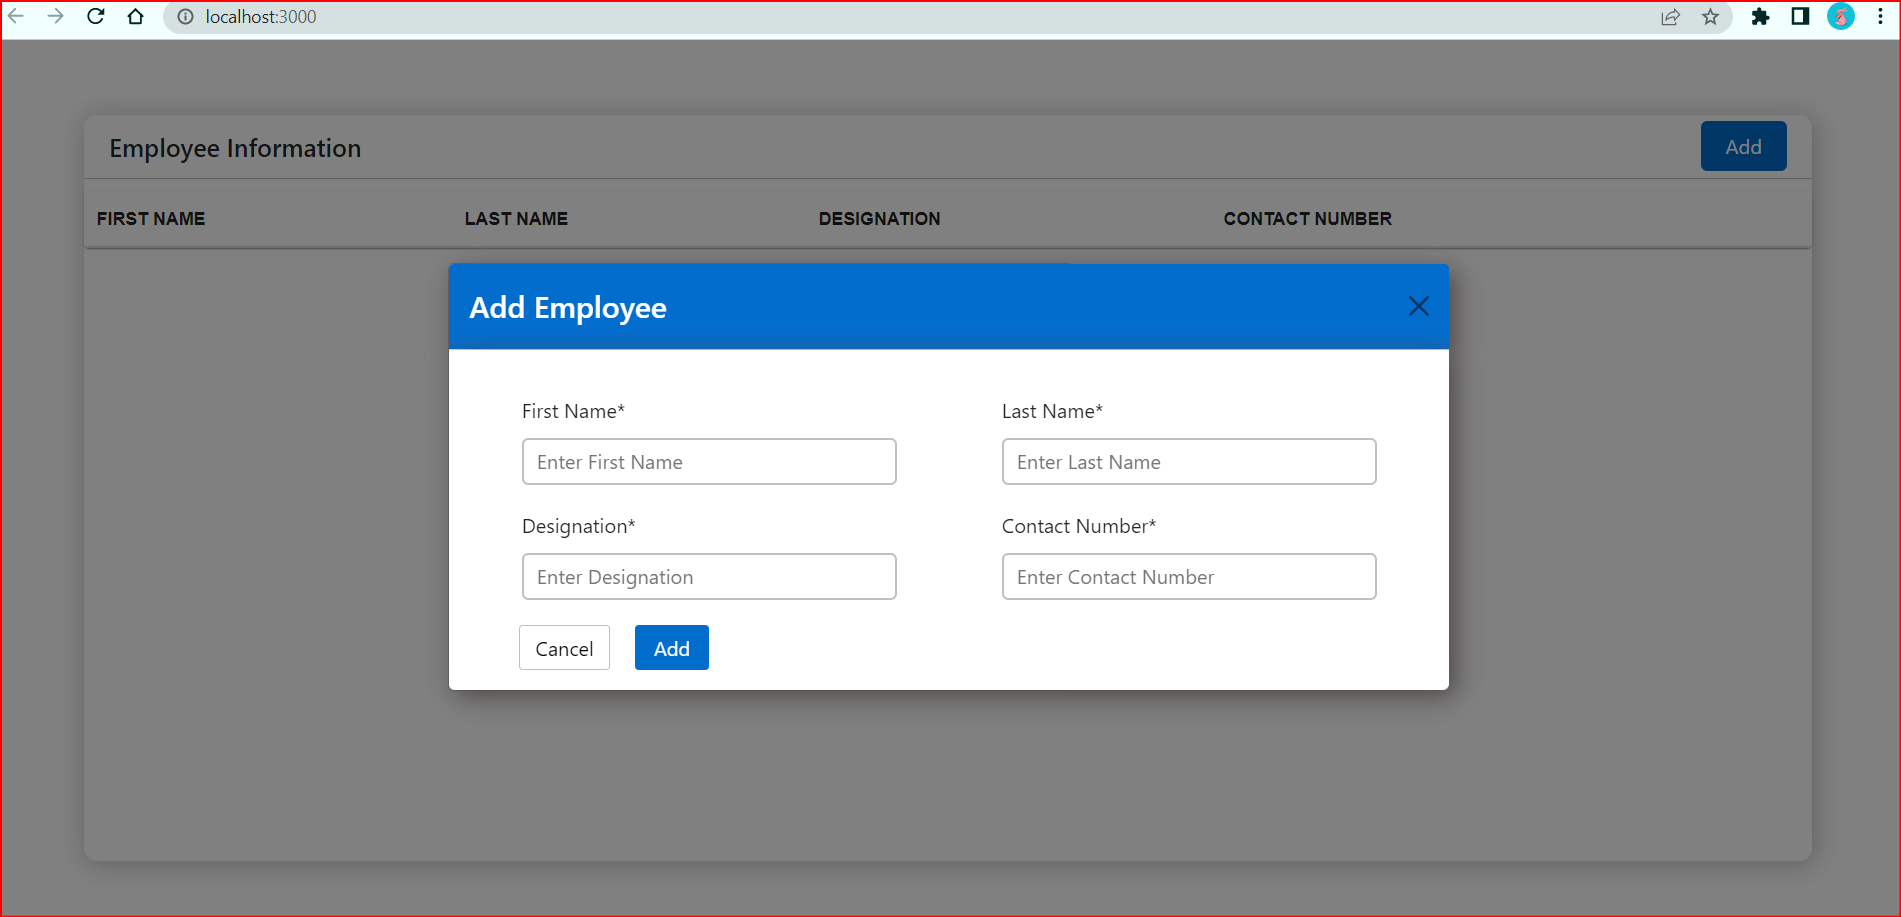 localhost:3000
Employee Information Add
FIRST NAME LAST NAME DESIGNATION CONTACT NUMBER
Add Employee
First Name* Last Name*
Enter First Name Enter Last Name
Designation* Contact Number*
Enter Designation Enter Contact Number
Cancel Add